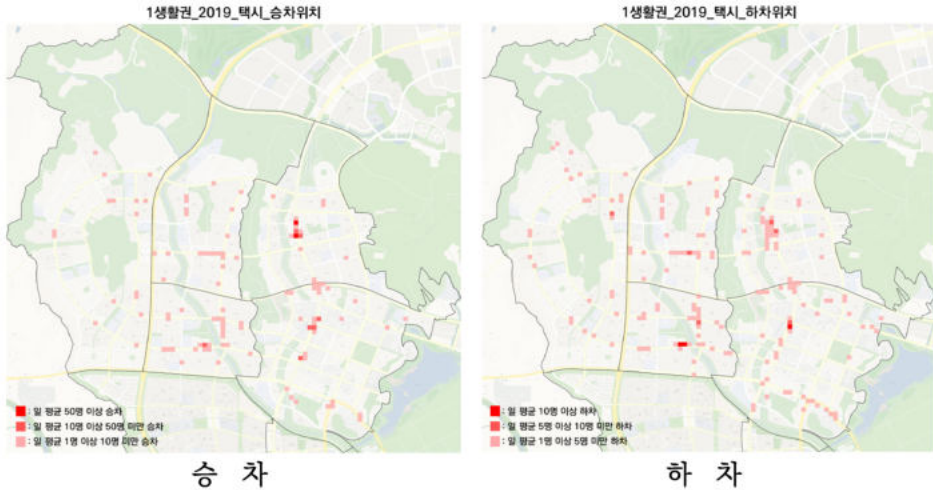 1생활권_2019_택시_승차위치
: 일 평균 50명 이상 승차
: 일 평균 10명 이상 50명 미만 승차
: 일 평균 1명 이상 10명 미만 승차
승 차
1생활권_2019_택시_하차위치
: 일 평균 10명 이상 하차
: 일 평균 5명 이상 10명 미만 하차
: 일 평균 1명 이상 5명 미만 하차
하 차